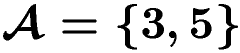 𝓐 = {3, 5}